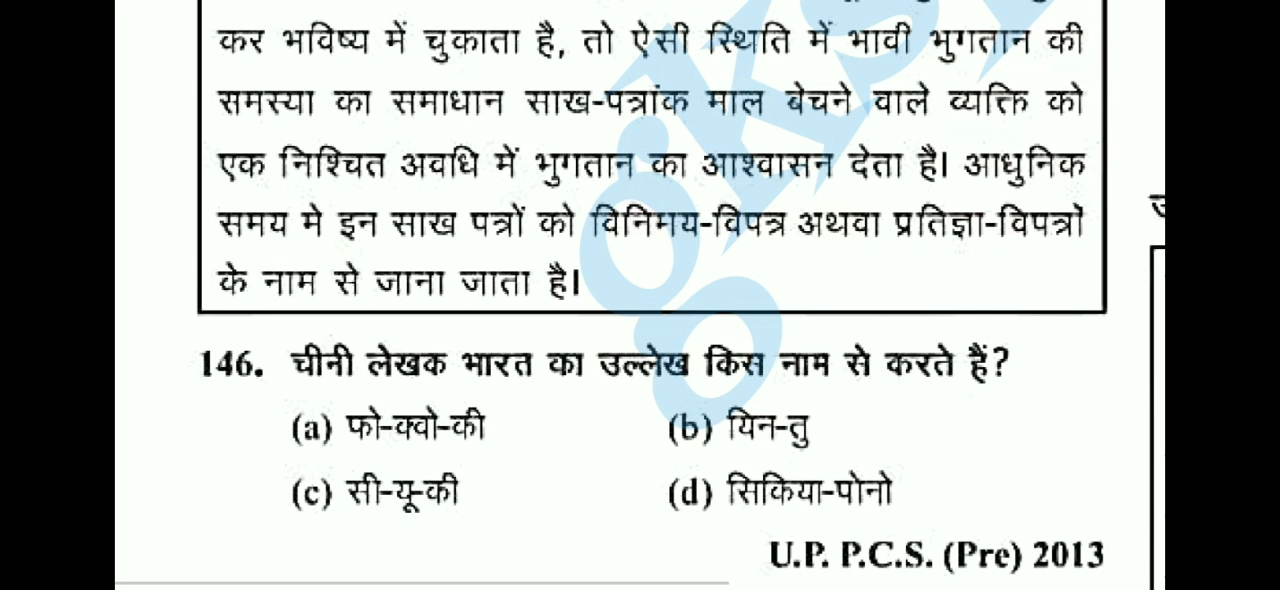 कर भविष्य में चुकाता है, तो ऐसी स्थिति में भावी भुगतान की
समस्या का समाधान साख-पत्रांक माल बेचने वाले व्यक्ति को
एक निश्चित अवधि में भुगतान का आश्वासन देता है। आधुनिक
समय मे इन साख पत्रों को विनिमय-विपत्र अथवा प्रतिज्ञा-विपत्रों
के नाम से जाना जाता है।
146. चीनी लेखक भारत का उल्लेख किस नाम से करते हैं?
(a) फो-क्वो-की (b) यिन-तु
(c) सी-यू-की (d) सिकिया-पोनो
U.P. P.C.S. (Pre) 2013